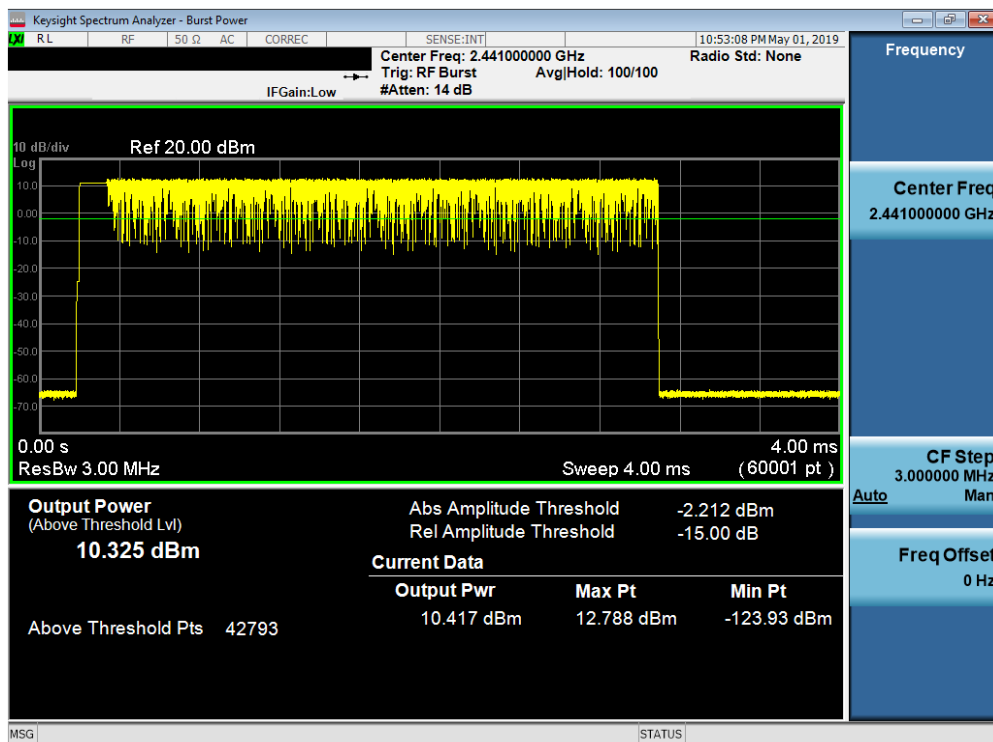 Keysight Spectrum Analyzer - Burst Power
LXI RL RF 50 Ω AC CORREC SENSE:INT 10:53:08 PM May 01, 2019
Center Freq: 2.441000000 GHz Radio Std: None
Trig: RF Burst Avg|Hold: 100/100
IFGain:Low #Atten: 14 dB
10 dB/div Ref 20.00 dBm
Log
10.0
0.00
-10.0
-20.0
-30.0
-40.0
-50.0
-60.0
-70.0
0.00 s 4.00 ms
ResBw 3.00 MHz Sweep 4.00 ms (60001 pt)
Output Power
(Above Threshold Lvl)
10.325 dBm
Above Threshold Pts 42793
Abs Amplitude Threshold -2.212 dBm
Rel Amplitude Threshold -15.00 dB
Current Data
Output Pwr Max Pt Min Pt
10.417 dBm 12.788 dBm -123.93 dBm
Frequency
Center Freq
2.441000000 GHz
CF Step
3.000000 MHz
Auto Man
Freq Offset
0 Hz
MSG STATUS